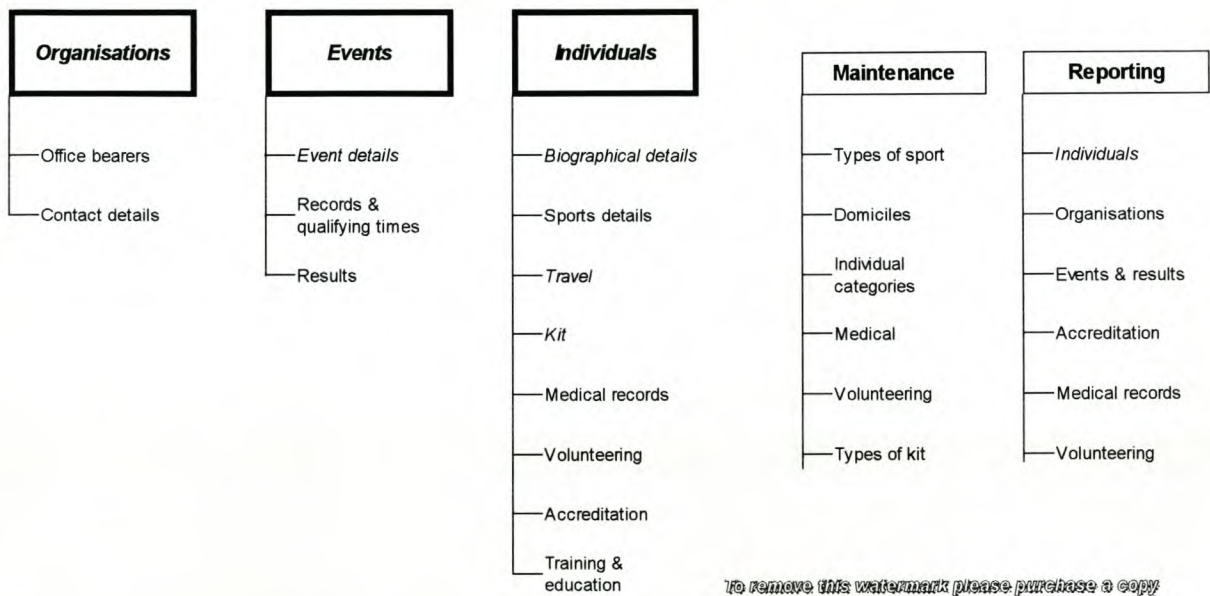 Organisations
Office bearers
Contact details
Events
Event details
Records &
qualifying times
Results
Individuals
Biographical details
Sports details
Travel
Kit
Medical records
Volunteering
Accreditation
Training &
education
Maintenance
Types of sport
Domiciles
Individual
categories
Medical
Volunteering
Types of kit
Reporting
Individuals
Organisations
Events & results
Accreditation
Medical records
Volunteering
To remove this watermark please purchase a copy